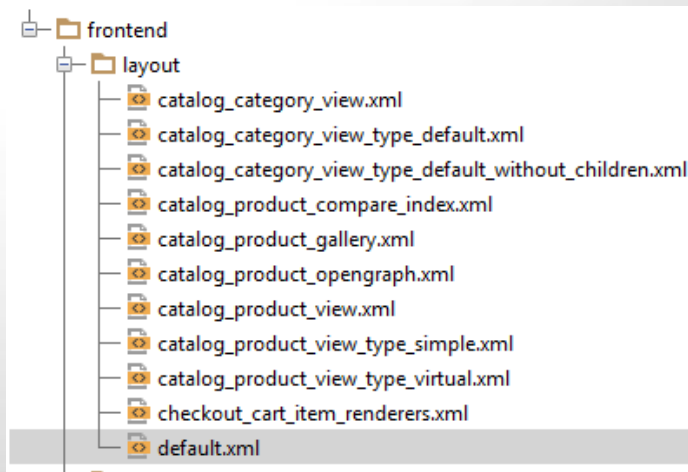 frontend
layout
catalog_category_view.xml
catalog_category_view_type_default.xml
catalog_category_view_type_default_without_children.xml
catalog_product_compare_index.xml
catalog_product_gallery.xml
catalog_product_opengraph.xml
catalog_product_view.xml
catalog_product_view_type_simple.xml
catalog_product_view_type_virtual.xml
checkout_cart_item_renderers.xml
default.xml